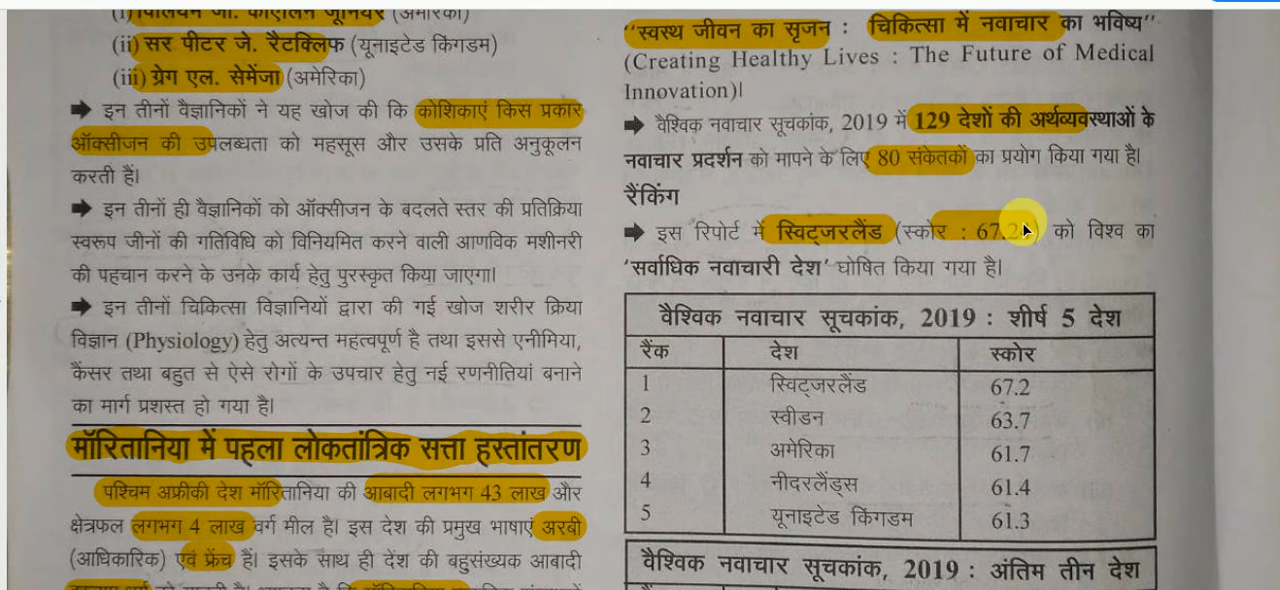 (i) विलियम जी. काएलिन जूनियर (अमेरिका)
(ii) सर पीटर जे. रैटक्लिफ (यूनाइटेड किंगडम)
(iii) ग्रेग एल. सेमेंजा (अमेरिका)
➡ इन तीनों वैज्ञानिकों ने यह खोज की कि कोशिकाएं किस प्रकार
ऑक्सीजन की उपलब्धता को महसूस और उसके प्रति अनुकूलन
करती हैं।
➡ इन तीनों ही वैज्ञानिकों को ऑक्सीजन के बदलते स्तर की प्रतिक्रिया
स्वरूप जीनों की गतिविधि को विनियमित करने वाली आणविक मशीनरी
की पहचान करने के उनके कार्य हेतु पुरस्कृत किया जाएगा।
➡ इन तीनों चिकित्सा विज्ञानियों द्वारा की गई खोज शरीर क्रिया
विज्ञान (Physiology) हेतु अत्यन्त महत्वपूर्ण है तथा इससे एनीमिया,
कैंसर तथा बहुत से ऐसे रोगों के उपचार हेतु नई रणनीतियां बनाने
का मार्ग प्रशस्त हो गया है।
मॉरितानिया में पहला लोकतांत्रिक सत्ता हस्तांतरण
पश्चिम अफ्रीकी देश मॉरितानिया की आबादी लगभग 43 लाख और
क्षेत्रफल लगभग 4 लाख वर्ग मील है। इस देश की प्रमुख भाषाएं अरबी
(आधिकारिक) एवं फ्रेंच हैं। इसके साथ ही देश की बहुसंख्यक आबादी
"स्वस्थ जीवन का सृजन : चिकित्सा में नवाचार का भविष्य"
(Creating Healthy Lives : The Future of Medical
Innovation)।
➡ वैश्विक नवाचार सूचकांक, 2019 में 129 देशों की अर्थव्यवस्थाओं के
नवाचार प्रदर्शन को मापने के लिए 80 संकेतकों का प्रयोग किया गया है।
रैंकिंग
➡ इस रिपोर्ट में स्विट्जरलैंड (स्कोर : 67.2) को विश्व का
'सर्वाधिक नवाचारी देश' घोषित किया गया है।
वैश्विक नवाचार सूचकांक, 2019 : शीर्ष 5 देश
रैंक देश स्कोर
1 स्विट्जरलैंड 67.2
2 स्वीडन 63.7
3 अमेरिका 61.7
4 नीदरलैंड्स 61.4
5 यूनाइटेड किंगडम 61.3
वैश्विक नवाचार सूचकांक, 2019 : अंतिम तीन देश